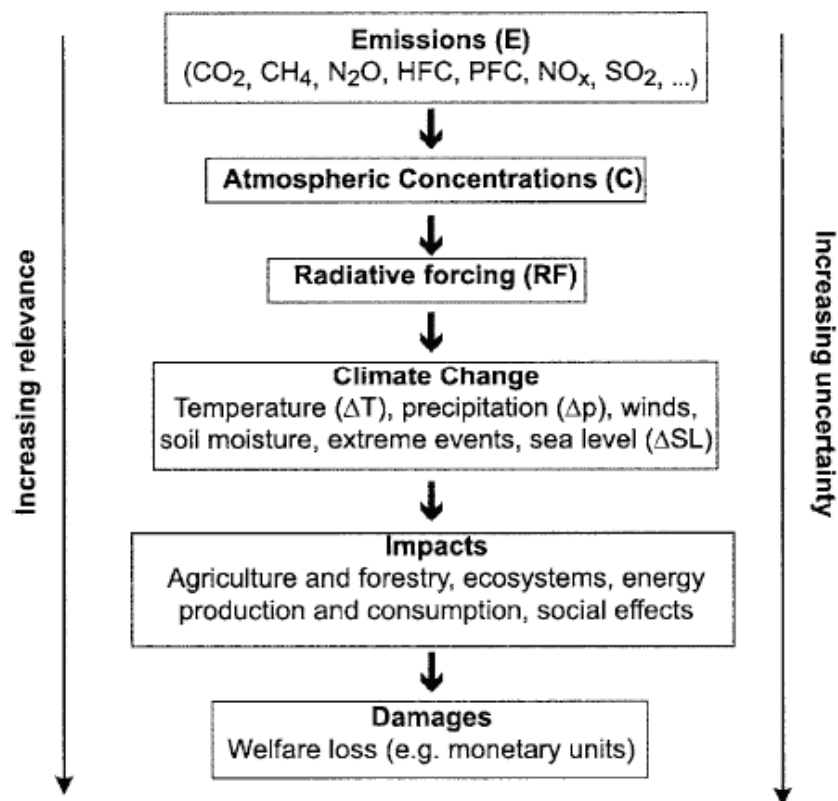 Emissions (E)
(CO₂, CH₄, N₂O, HFC, PFC, NOₓ, SO₂, ...)
Atmospheric Concentrations (C)
Radiative forcing (RF)
Climate Change
Temperature (ΔT), precipitation (Δp), winds,
soil moisture, extreme events, sea level (ΔSL)
Impacts
Agriculture and forestry, ecosystems, energy
production and consumption, social effects
Damages
Welfare loss (e.g. monetary units)
Increasing relevance
Increasing uncertainty